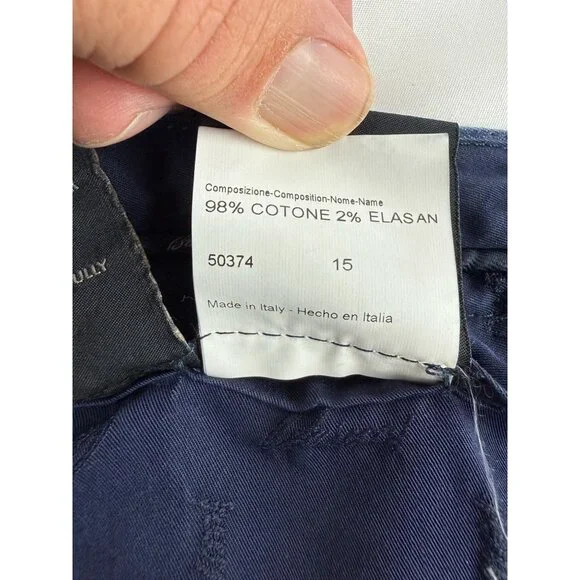 Composizione-Composition-Nome-Name
98% COTONE 2% ELASAN
50374 15
Made in Italy - Hecho en Italia